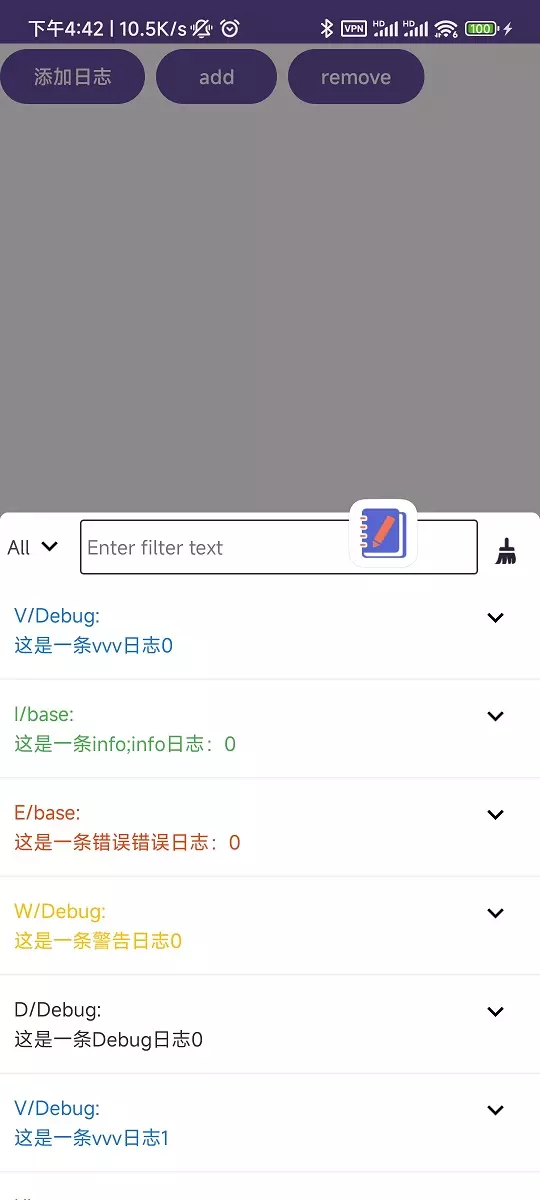 下午4:42 | 10.5K/s VPN HD HD 6 100
添加日志 add remove
All Enter filter text
V/Debug:
这是一条vvv日志0
I/base:
这是一条info;info日志：0
E/base:
这是一条错误错误日志：0
W/Debug:
这是一条警告日志0
D/Debug:
这是一条Debug日志0
V/Debug:
这是一条vvv日志1